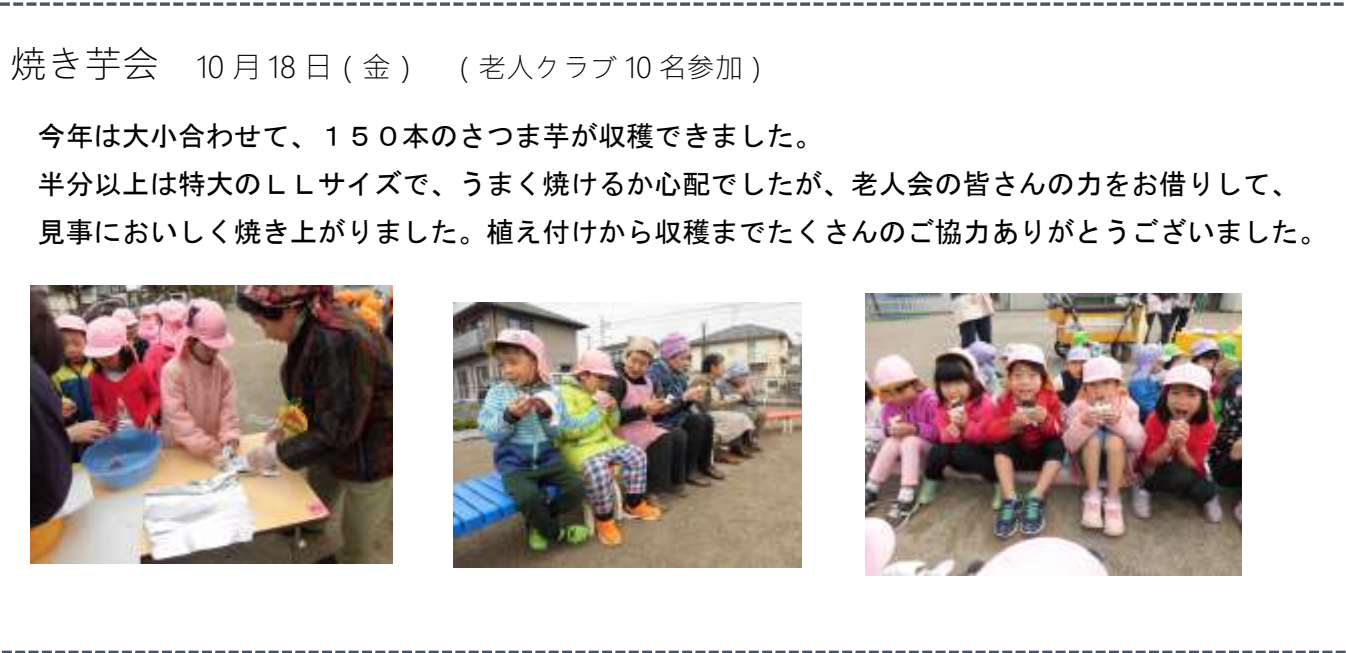 焼き芋会　10月18日(金)　(老人クラブ10名参加)
今年は大小合わせて、１５０本のさつま芋が収穫できました。
半分以上は特大のＬＬサイズで、うまく焼けるか心配でしたが、老人会の皆さんの力をお借りして、
見事においしく焼き上がりました。植え付けから収穫までたくさんのご協力ありがとうございました。